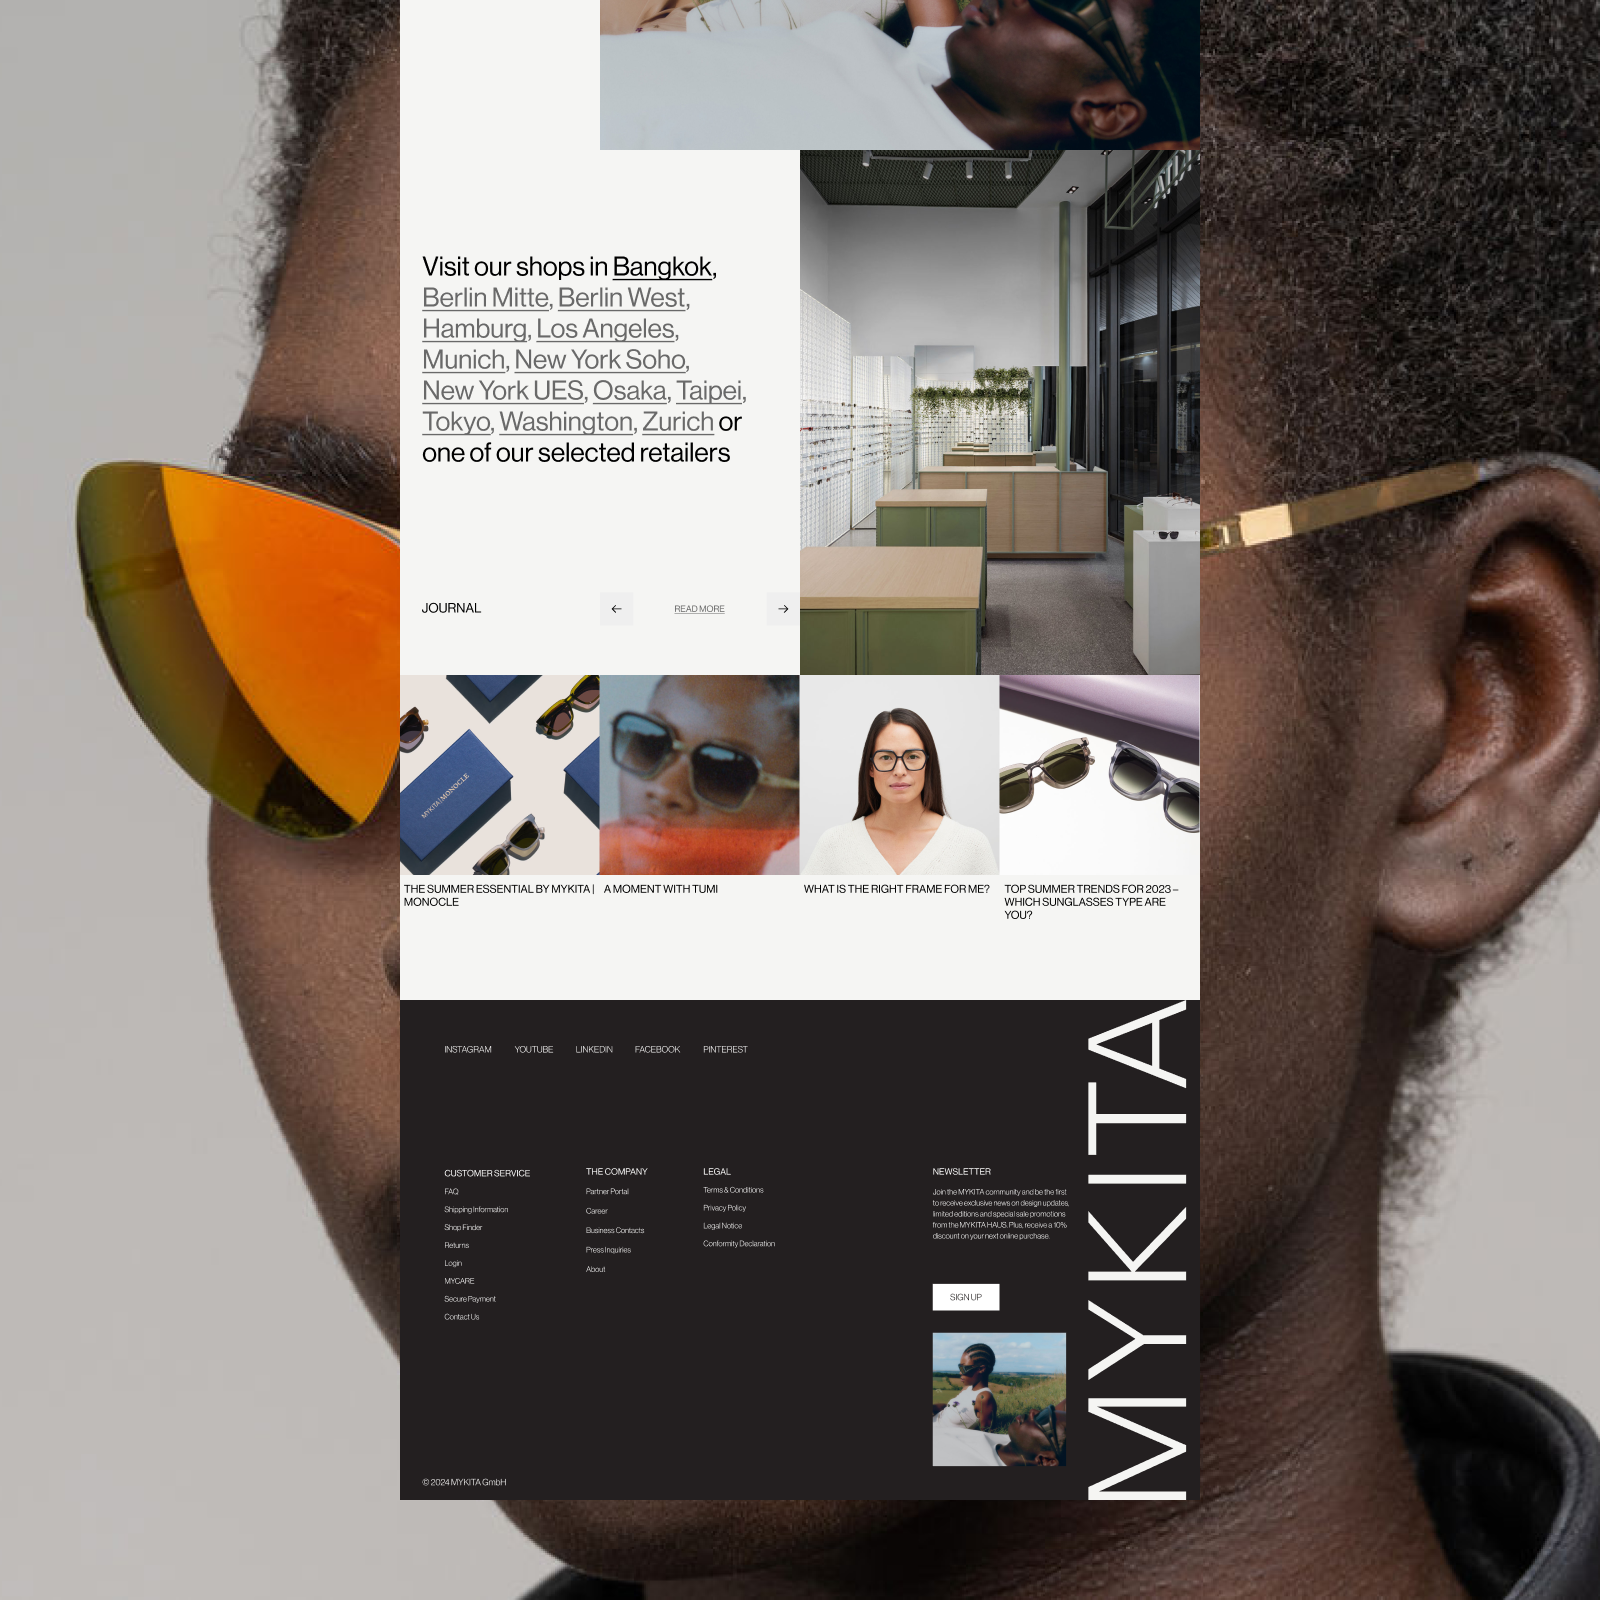 Visit our shops in Bangkok,
Berlin Mitte, Berlin West,
Hamburg, Los Angeles,
Munich, New York Soho,
New York UES, Osaka, Taipei,
Tokyo, Washington, Zurich or
one of our selected retailers
JOURNAL
READ MORE
MYKITA|MONOCLE
THE SUMMER ESSENTIAL BY MYKITA |
MONOCLE
A MOMENT WITH TUMI
WHAT IS THE RIGHT FRAME FOR ME?
TOP SUMMER TRENDS FOR 2023 –
WHICH SUNGLASSES TYPE ARE
YOU?
INSTAGRAM YOUTUBE LINKEDIN FACEBOOK PINTEREST
CUSTOMER SERVICE
FAQ
Shipping Information
Shop Finder
Returns
Login
MYCARE
Secure Payment
Contact Us
THE COMPANY
Partner Portal
Career
Business Contacts
Press Inquiries
About
LEGAL
Terms & Conditions
Privacy Policy
Legal Notice
Conformity Declaration
NEWSLETTER
Join the MYKITA community and be the first
to receive exclusive news on design updates,
limited editions and special sale promotions
from the MYKITA HAUS. Plus, receive a 10%
discount on your next online purchase.
SIGN UP
MYKITA
© 2024 MYKITA GmbH